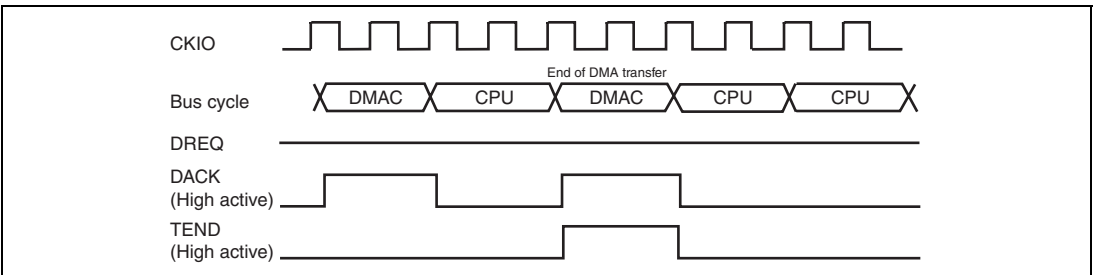 CKIO
End of DMA transfer
Bus cycle DMAC CPU DMAC CPU CPU
DREQ
DACK
(High active)
TEND
(High active)